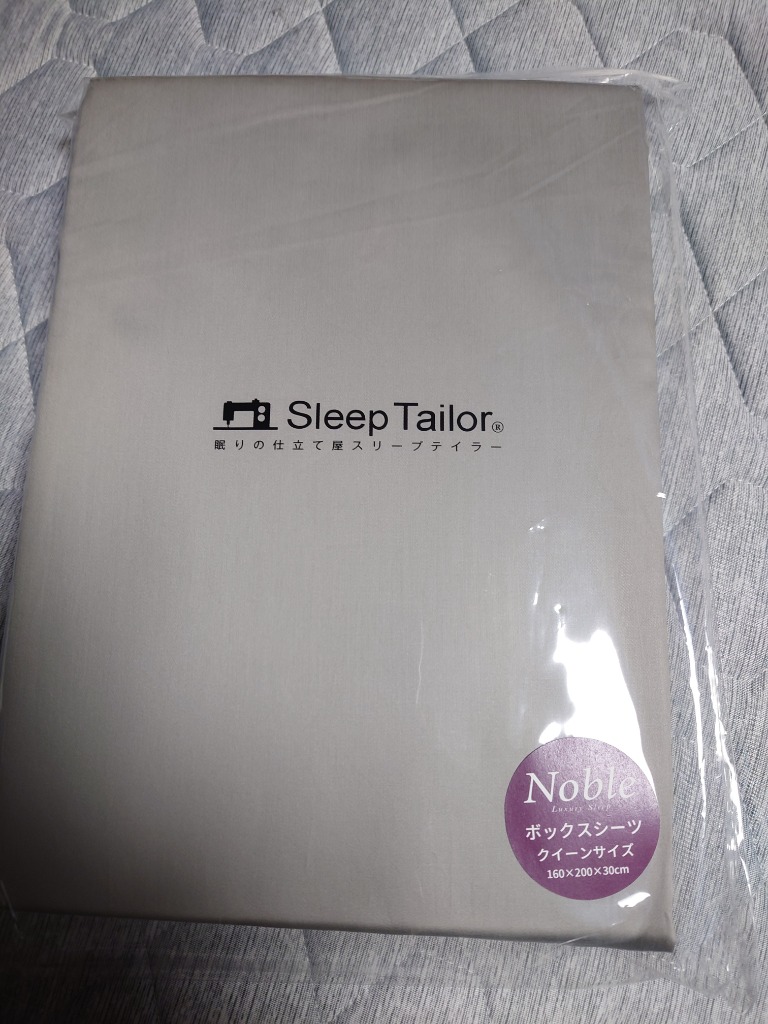 Sleep Tailor®
眠りの仕立て屋スリープテイラー
Noble
Luxury Sleep
ボックスシーツ
クイーンサイズ
160×200×30cm